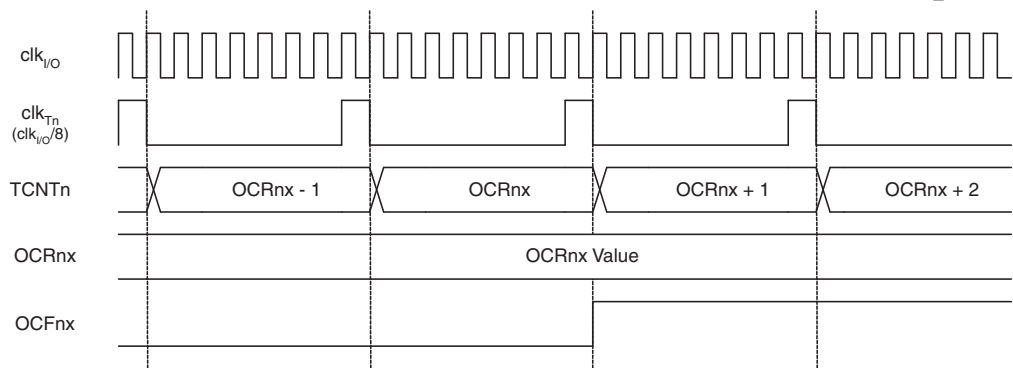 clkI/O
clkTn
(clkI/O/8)
TCNTn
OCRnx - 1
OCRnx
OCRnx + 1
OCRnx + 2
OCRnx
OCRnx Value
OCFnx